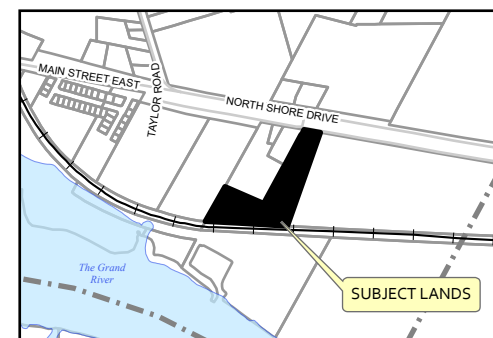 MAIN STREET EAST
TAYLOR ROAD
NORTH SHORE DRIVE
The Grand
River
SUBJECT LANDS